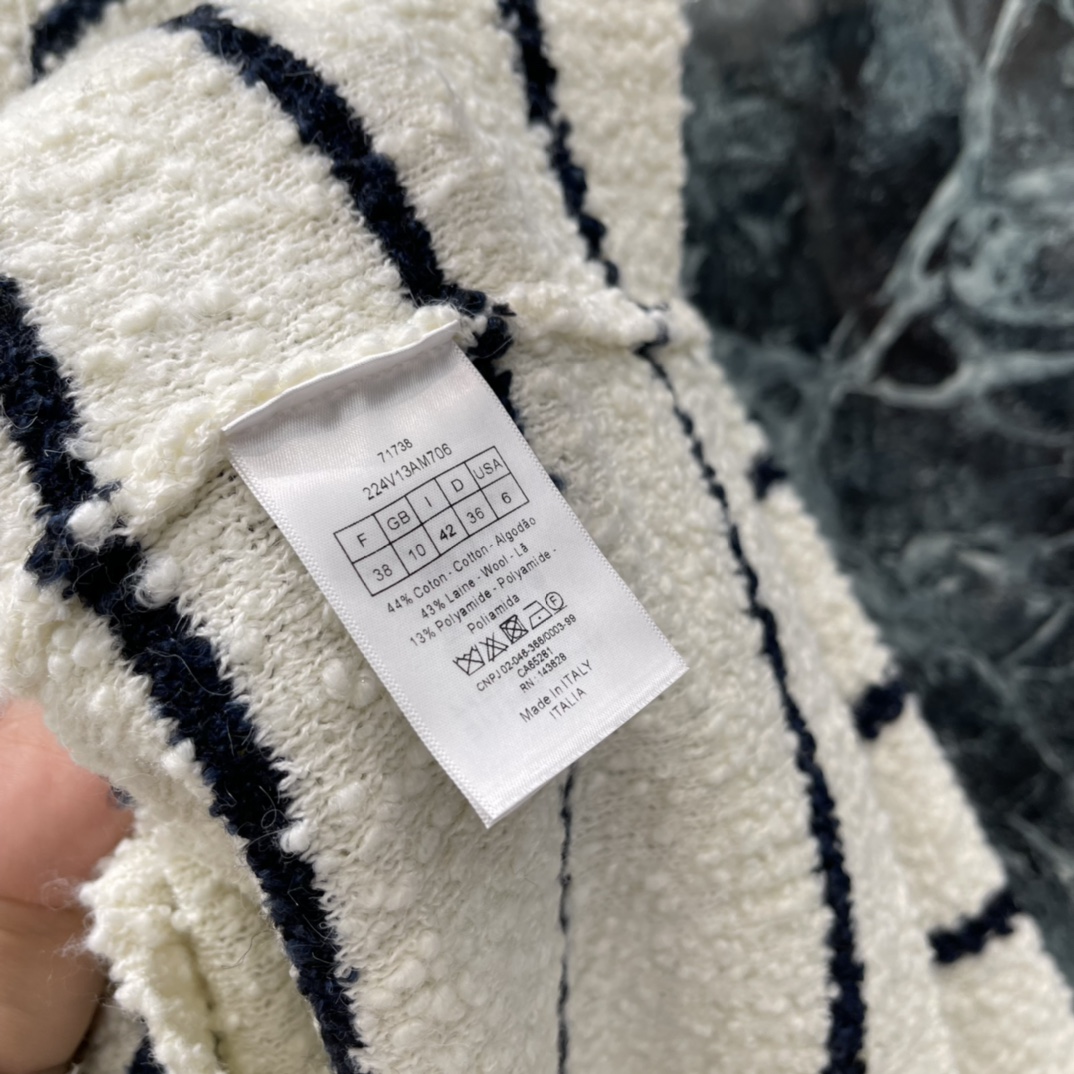 71738
224V13AM706
F GB I D USA
38 10 42 36 6
44% Coton - Cotton - Algodão
43% Laine - Wool - Lã
13% Polyamide - Polyamide -
Poliamida
F
CNPJ 02-046-366/0003-99
CA65281
RN : 143828
Made In ITALY
ITALIA